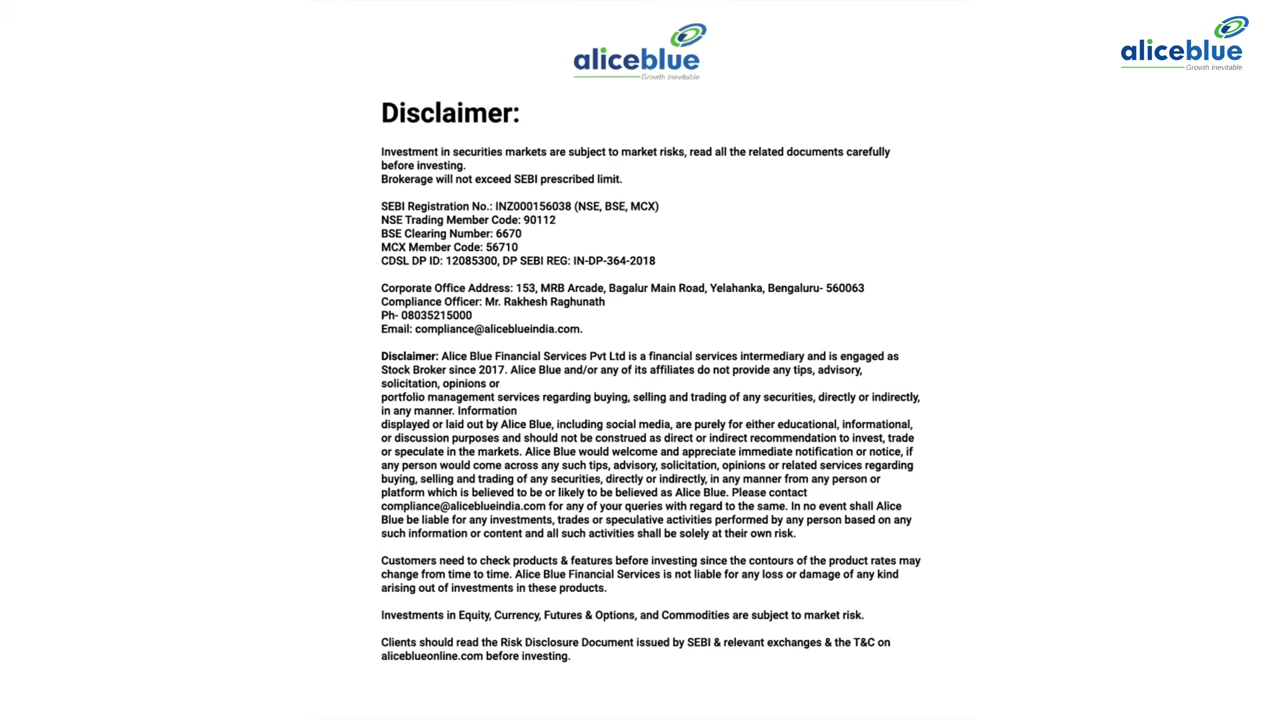 aliceblue
Growth Inevitable
aliceblue
Growth Inevitable
Disclaimer:
Investment in securities markets are subject to market risks, read all the related documents carefully
before investing.
Brokerage will not exceed SEBI prescribed limit.
SEBI Registration No.: INZ000156038 (NSE, BSE, MCX)
NSE Trading Member Code: 90112
BSE Clearing Number: 6670
MCX Member Code: 56710
CDSL DP ID: 12085300, DP SEBI REG: IN-DP-364-2018
Corporate Office Address: 153, MRB Arcade, Bagalur Main Road, Yelahanka, Bengaluru- 560063
Compliance Officer: Mr. Rakhesh Raghunath
Ph- 08035215000
Email: compliance@aliceblueindia.com.
Disclaimer: Alice Blue Financial Services Pvt Ltd is a financial services intermediary and is engaged as
Stock Broker since 2017. Alice Blue and/or any of its affiliates do not provide any tips, advisory,
solicitation, opinions or
portfolio management services regarding buying, selling and trading of any securities, directly or indirectly,
in any manner. Information
displayed or laid out by Alice Blue, including social media, are purely for either educational, informational,
or discussion purposes and should not be construed as direct or indirect recommendation to invest, trade
or speculate in the markets. Alice Blue would welcome and appreciate immediate notification or notice, if
any person would come across any such tips, advisory, solicitation, opinions or related services regarding
buying, selling and trading of any securities, directly or indirectly, in any manner from any person or
platform which is believed to be or likely to be believed as Alice Blue. Please contact
compliance@aliceblueindia.com for any of your queries with regard to the same. In no event shall Alice
Blue be liable for any investments, trades or speculative activities performed by any person based on any
such information or content and all such activities shall be solely at their own risk.
Customers need to check products & features before investing since the contours of the product rates may
change from time to time. Alice Blue Financial Services is not liable for any loss or damage of any kind
arising out of investments in these products.
Investments in Equity, Currency, Futures & Options, and Commodities are subject to market risk.
Clients should read the Risk Disclosure Document issued by SEBI & relevant exchanges & the T&C on
aliceblueonline.com before investing.